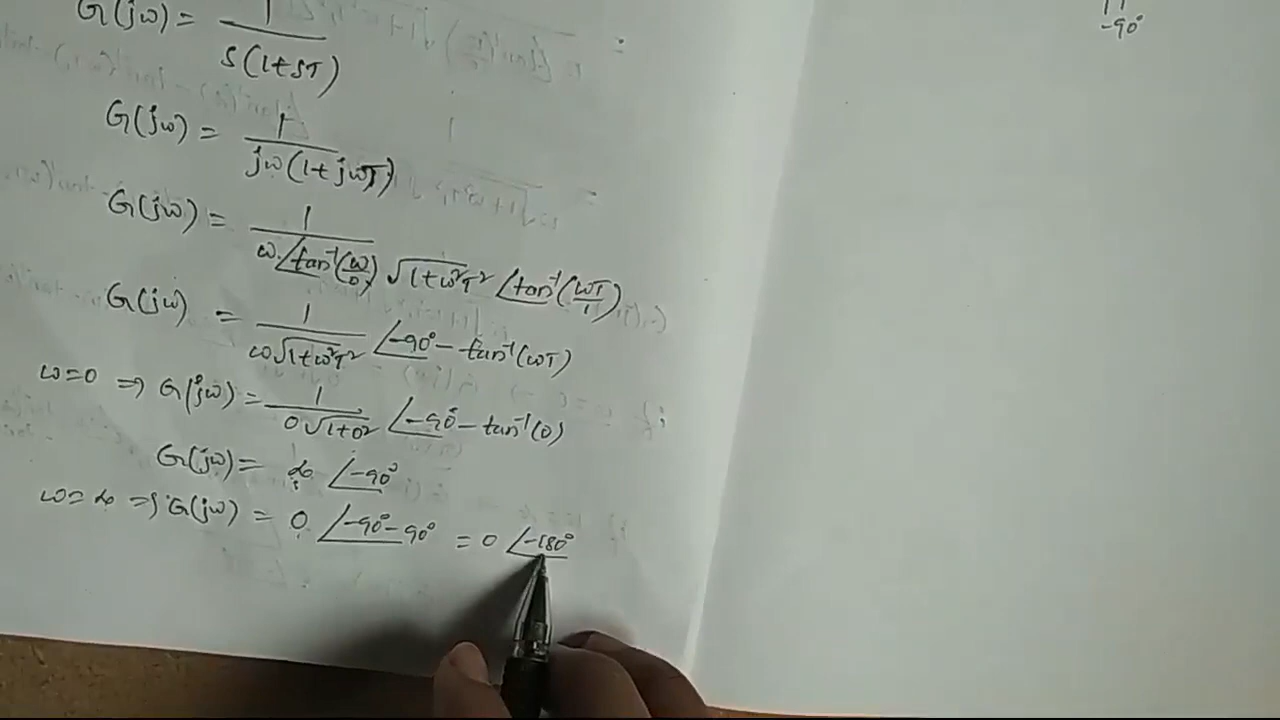 G(jω) = 1/S(1+ST)
G(jω) = 1/jω(1+jωT)
G(jω) = 1/ω∠tan⁻¹(ω/0) √1+ω²T² ∠tan⁻¹(ωT/1)
G(jω) = 1/ω√1+ω²T² ∠-90° - tan⁻¹(ωT)
ω=0 ⇒ G(jω) = 1/0√1+0² ∠-90° - tan⁻¹(0)
G(jω) = ∞ ∠-90°
ω=∞ ⇒ G(jω) = 0 ∠-90°-90° = 0 ∠-180°
-90°